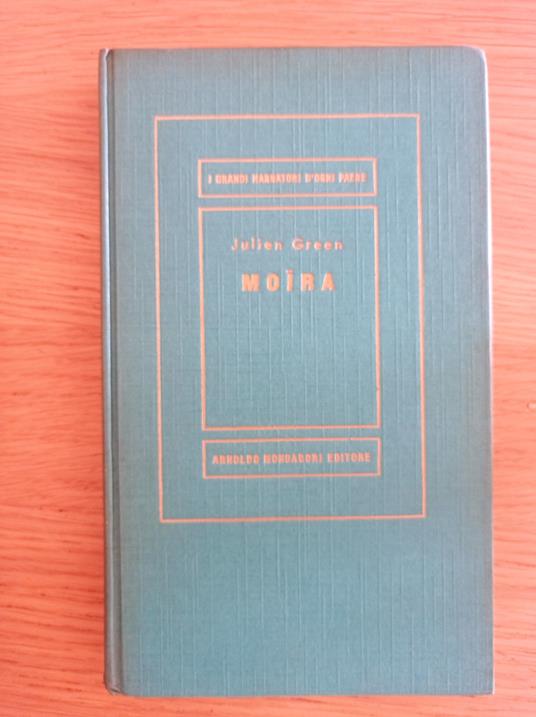 I GRANDI NARRATORI D'OGNI PAESE
Julien Green
MOÏRA
ARNOLDO MONDADORI EDITORE